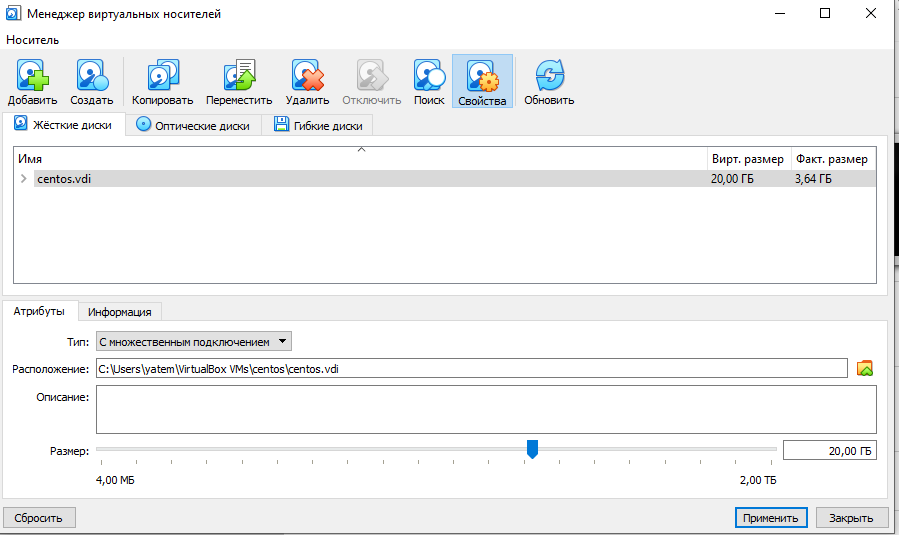 Менеджер виртуальных носителей
Носитель
Добавить Создать Копировать Переместить Удалить Отключить Поиск Свойства Обновить
Жёсткие диски Оптические диски Гибкие диски
Имя Вирт. размер Факт. размер
centos.vdi 20,00 ГБ 3,64 ГБ
Атрибуты Информация
Тип: С множественным подключением
Расположение: C:\Users\yatem\VirtualBox VMs\centos\centos.vdi
Описание:
Размер: 20,00 ГБ
4,00 МБ 2,00 ТБ
Сбросить Применить Закрыть